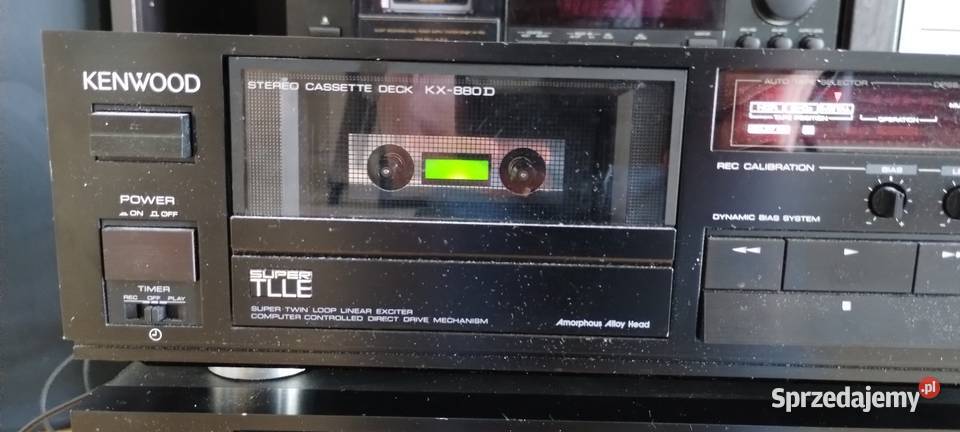 KENWOOD
STEREO CASSETTE DECK KX-880D
POWER
ON OFF
TIMER
REC OFF PLAY
SUPER
TLLE
SUPER TWIN LOOP LINEAR EXCITER
COMPUTER CONTROLLED DIRECT DRIVE MECHANISM
Amorphous Alloy Head
AUTO TAPE SELECTOR
TAPE POSITION
OPERATION
REC CALIBRATION
BIAS
DYNAMIC BIAS SYSTEM
Sprzedajemy.pl